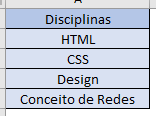 Disciplinas
HTML
CSS
Design
Conceito de Redes